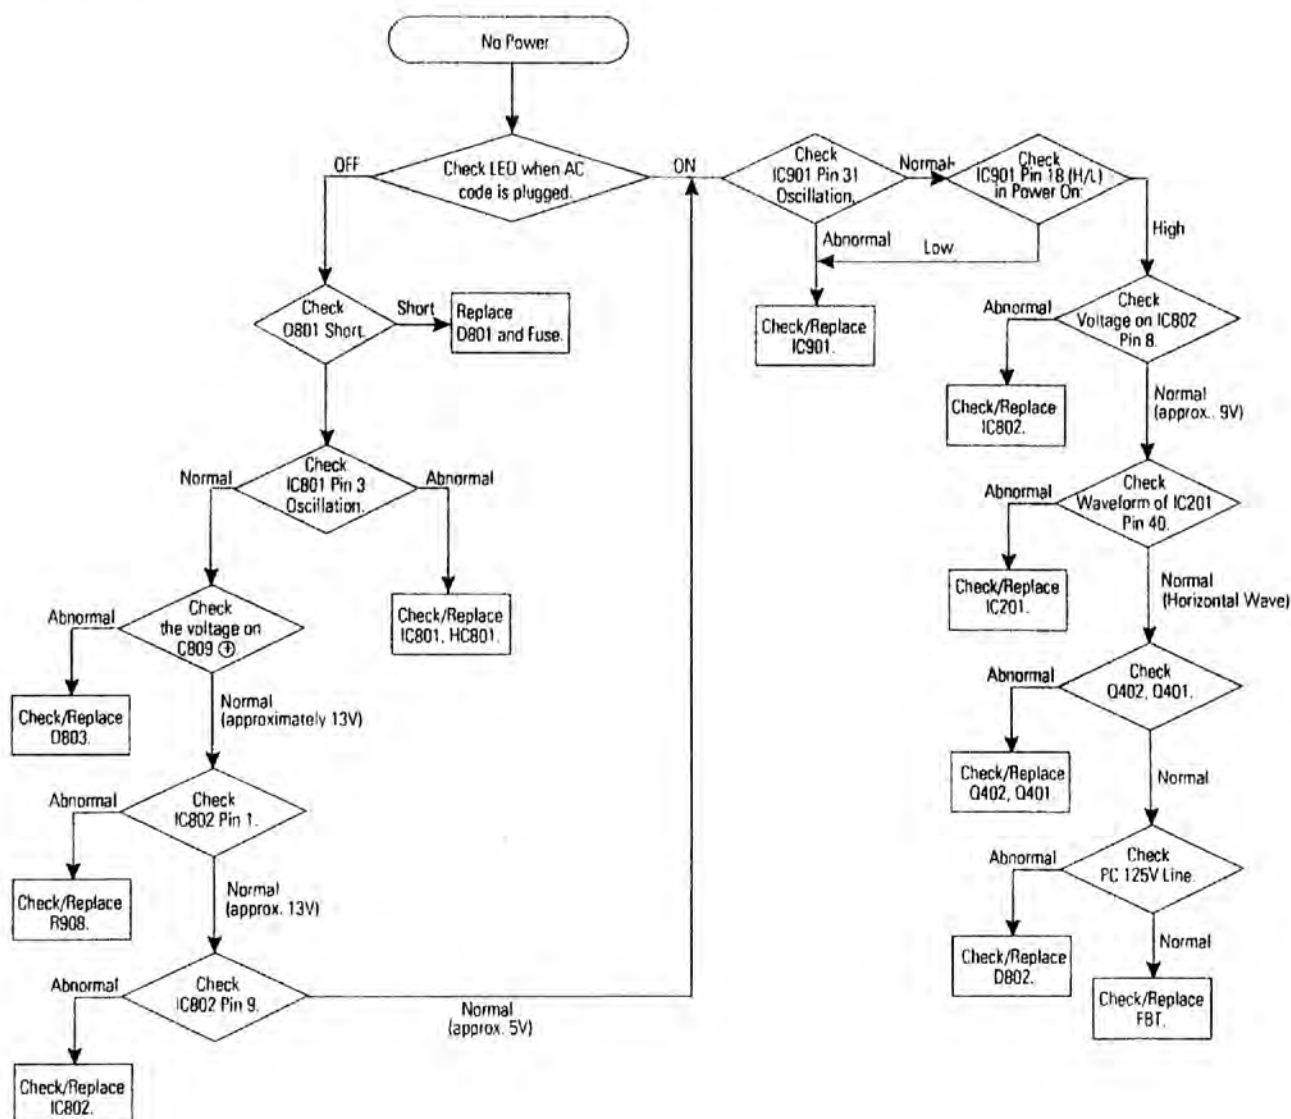 No Power
Check LED when AC
code is plugged.
OFF
ON
Check
IC901 Pin 31
Oscillation.
Normal
Check
IC901 Pin 18 (H/L)
in Power On.
Abnormal
Low
High
Check/Replace
IC901.
Check
D801 Short.
Short
Replace
D801 and Fuse.
Check
Voltage on IC802
Pin 8.
Abnormal
Check/Replace
IC802.
Normal
(approx.. 9V)
Check
IC801 Pin 3
Oscillation.
Normal
Abnormal
Check/Replace
IC801, HC801.
Check
Waveform of IC201
Pin 40.
Abnormal
Check/Replace
IC201.
Normal
(Horizontal Wave)
Check
the voltage on
C809 ⊕
Abnormal
Check/Replace
D803.
Normal
(approximately 13V)
Check
Q402, Q401.
Abnormal
Check/Replace
Q402, Q401.
Normal
Check
IC802 Pin 1.
Abnormal
Check/Replace
R908.
Normal
(approx. 13V)
Check
PC 125V Line.
Abnormal
Check/Replace
D802.
Normal
Check/Replace
FBT.
Check
IC802 Pin 9.
Abnormal
Check/Replace
IC802.
Normal
(approx. 5V)